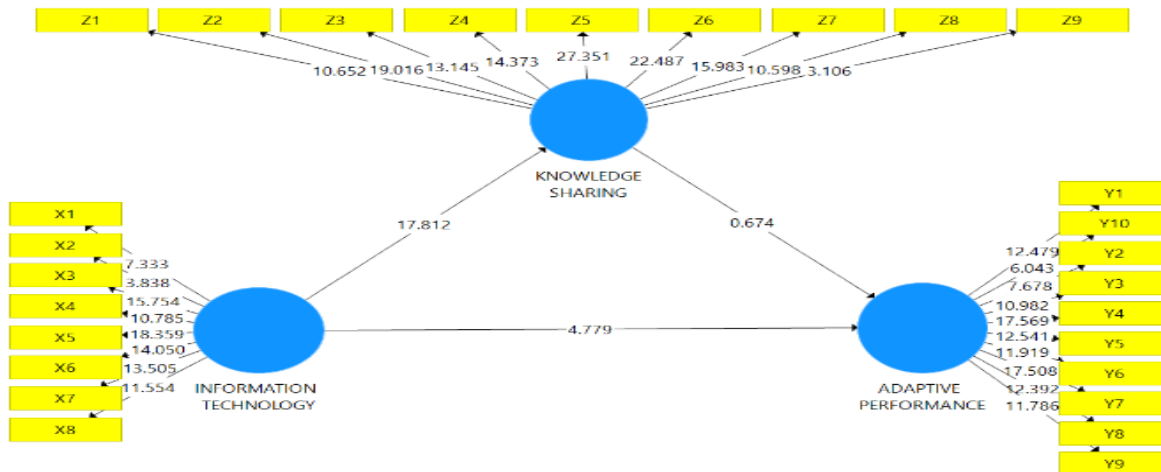 Z1 Z2 Z3 Z4 Z5 Z6 Z7 Z8 Z9
10.652 19.016 13.145 14.373 27.351 22.487 15.983 10.598 3.106
KNOWLEDGE
SHARING
17.812
0.674
X1
X2
X3
X4
X5
X6
X7
X8
7.333
3.838
15.754
10.785
18.359
14.050
13.505
11.554
INFORMATION
TECHNOLOGY
4.779
ADAPTIVE
PERFORMANCE
12.479
6.043
7.678
10.982
17.569
12.541
11.919
17.508
12.392
11.786
Y1
Y10
Y2
Y3
Y4
Y5
Y6
Y7
Y8
Y9